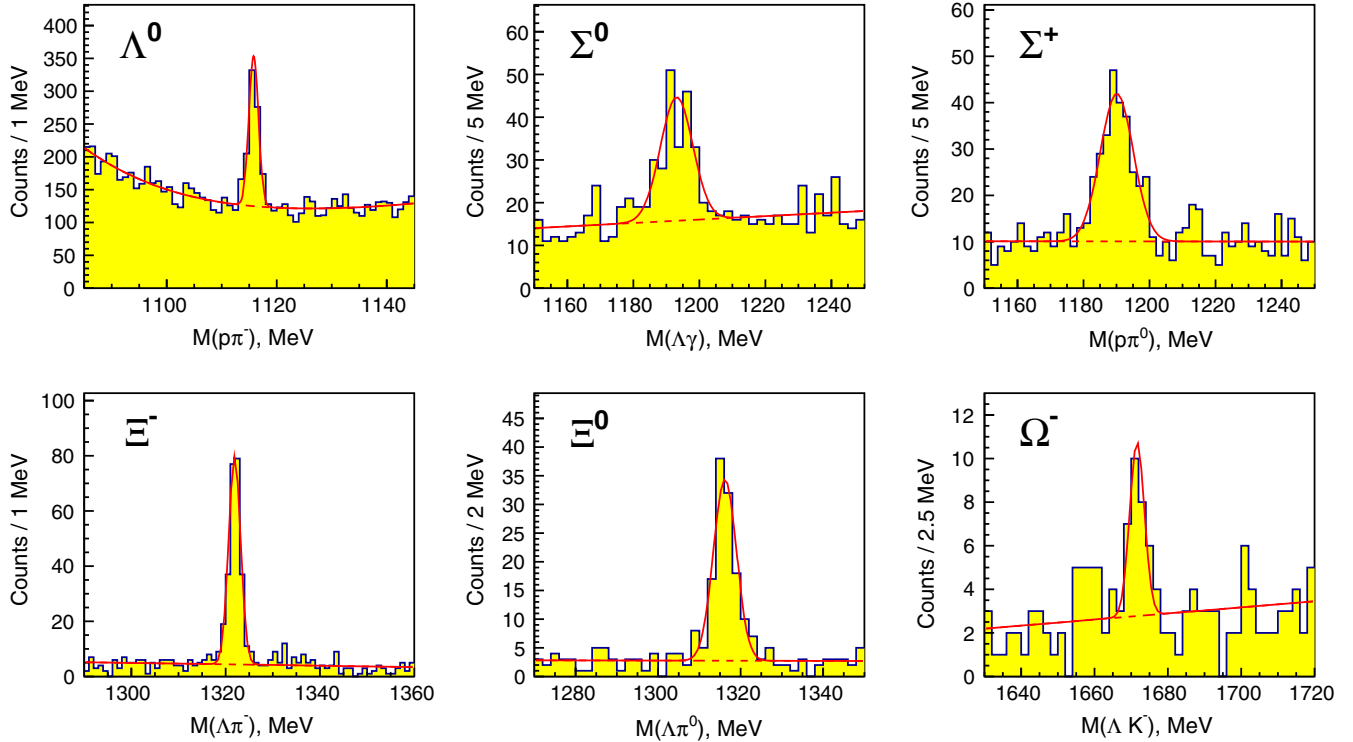 Λ⁰
Counts / 1 MeV
400
350
300
250
200
150
100
50
0
1100 1120 1140
M(pπ⁻), MeV
Σ⁰
Counts / 5 MeV
60
50
40
30
20
10
0
1160 1180 1200 1220 1240
M(Λγ), MeV
Σ⁺
Counts / 5 MeV
60
50
40
30
20
10
0
1160 1180 1200 1220 1240
M(pπ⁰), MeV
Ξ⁻
Counts / 1 MeV
100
80
60
40
20
0
1300 1320 1340 1360
M(Λπ⁻), MeV
Ξ⁰
Counts / 2 MeV
45
40
35
30
25
20
15
10
5
0
1280 1300 1320 1340
M(Λπ⁰), MeV
Ω⁻
Counts / 2.5 MeV
12
10
8
6
4
2
0
1640 1660 1680 1700 1720
M(Λ K⁻), MeV